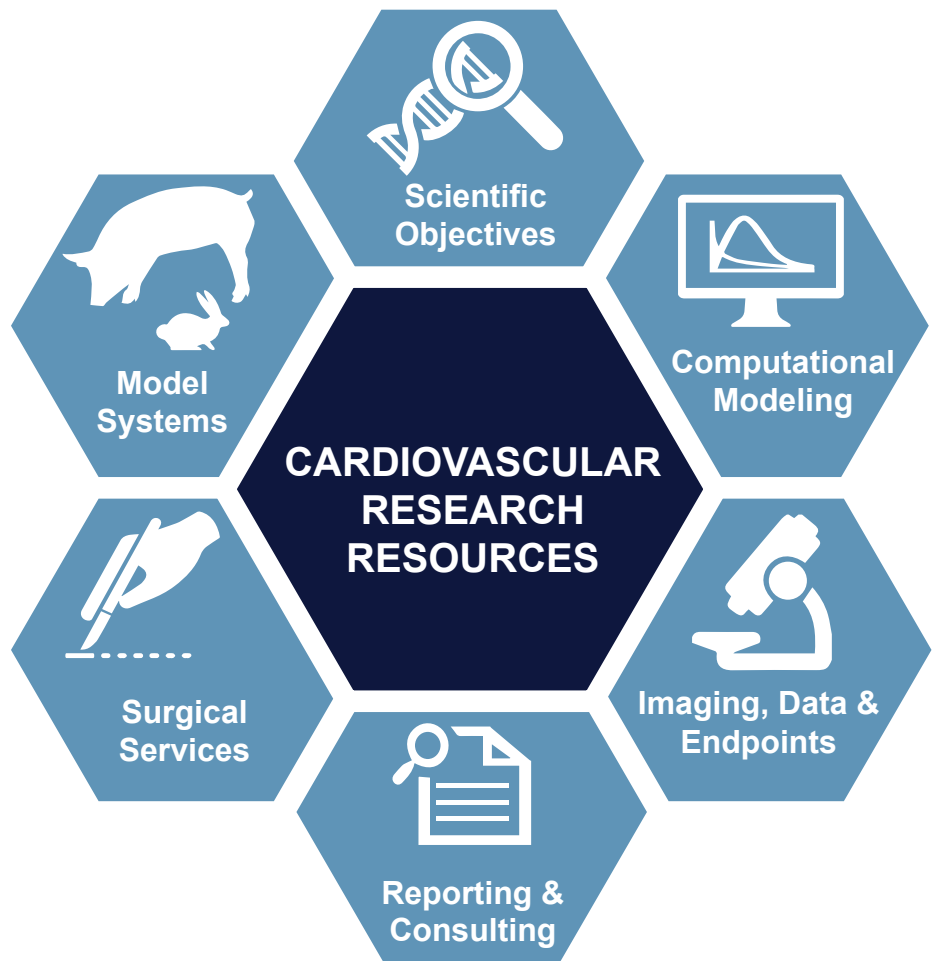 Scientific
Objectives
Computational
Modeling
Model
Systems
CARDIOVASCULAR
RESEARCH
RESOURCES
Imaging, Data &
Endpoints
Surgical
Services
Reporting &
Consulting